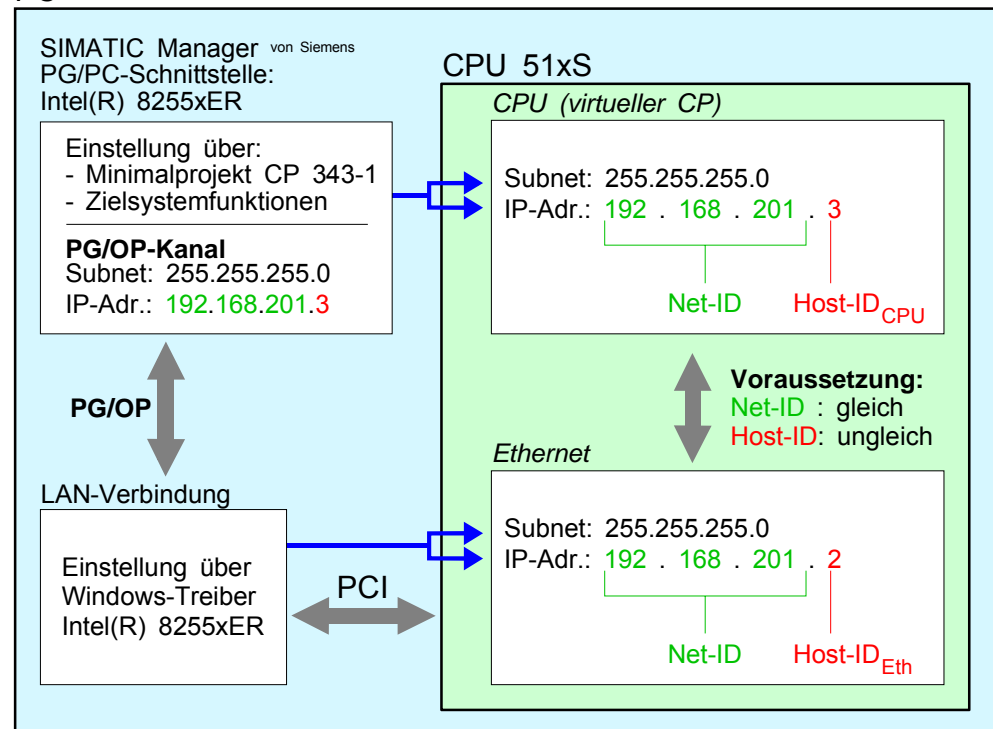 SIMATIC Manager von Siemens
PG/PC-Schnittstelle:
Intel(R) 8255xER
Einstellung über:
- Minimalprojekt CP 343-1
- Zielsystemfunktionen
PG/OP-Kanal
Subnet: 255.255.255.0
IP-Adr.: 192.168.201.3
PG/OP
LAN-Verbindung
Einstellung über
Windows-Treiber
Intel(R) 8255xER
PCI
CPU 51xS
CPU (virtueller CP)
Subnet: 255.255.255.0
IP-Adr.: 192 . 168 . 201 . 3
Net-ID Host-ID CPU
Voraussetzung:
Net-ID : gleich
Host-ID: ungleich
Ethernet
Subnet: 255.255.255.0
IP-Adr.: 192 . 168 . 201 . 2
Net-ID Host-ID Eth